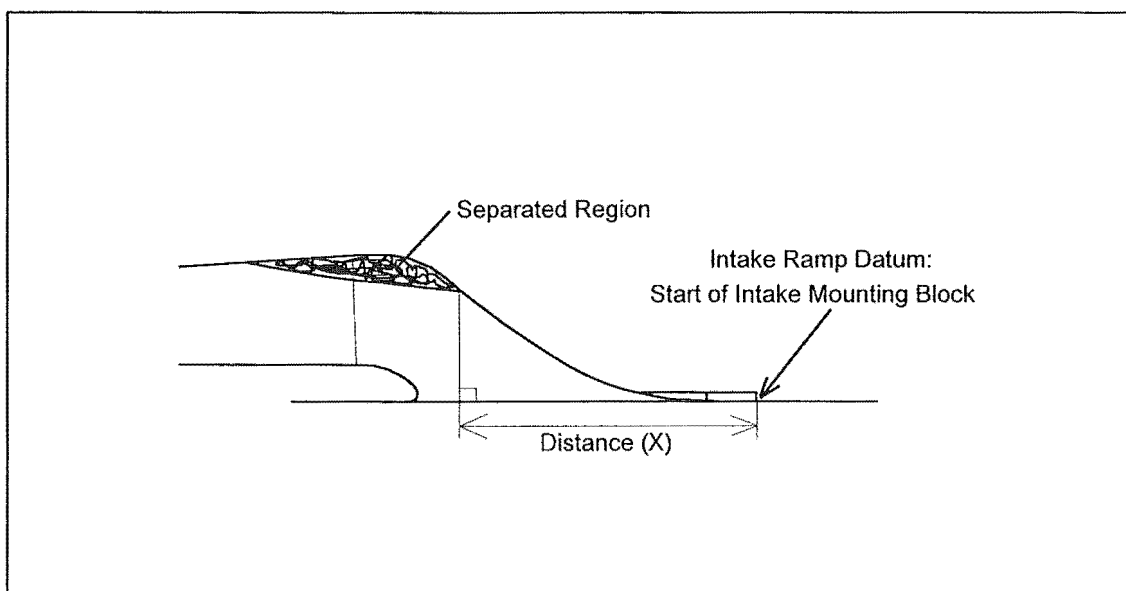 Separated Region
Intake Ramp Datum:
Start of Intake Mounting Block
Distance (X)